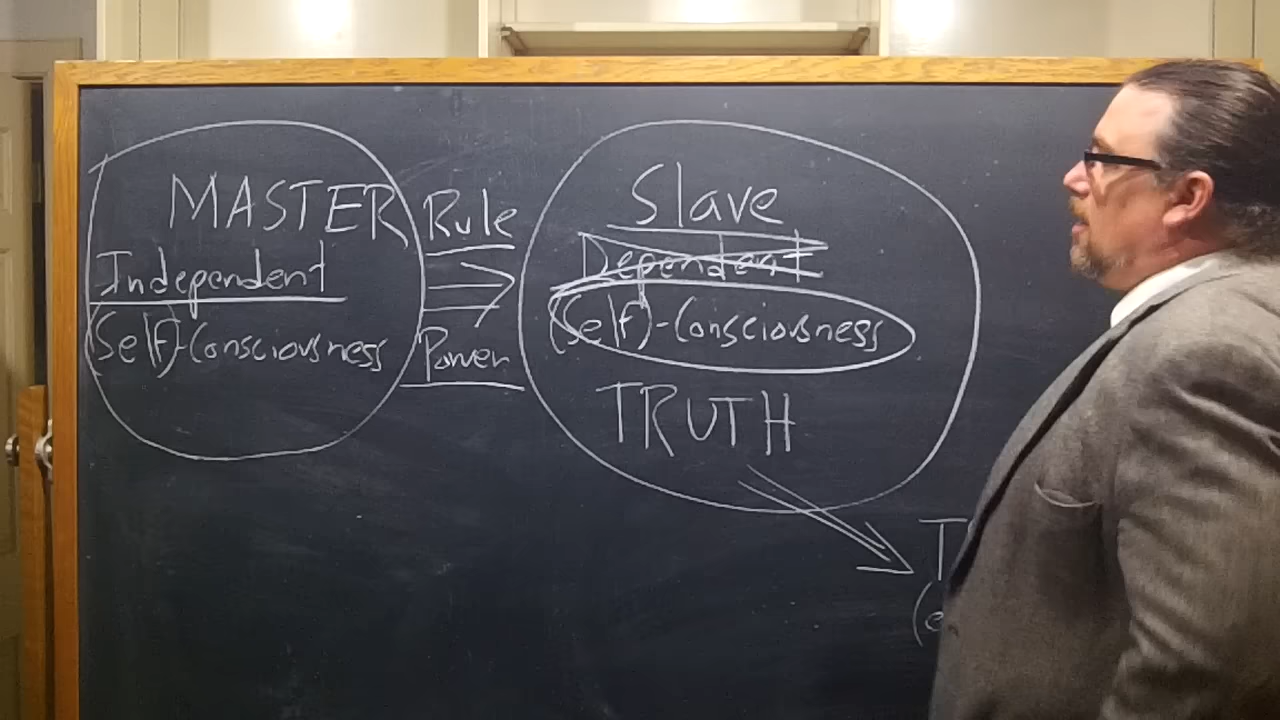 MASTER
Independent
(Self)-Consciousness
Rule
Power
Slave
Dependent
(Self)-Consciousness
TRUTH